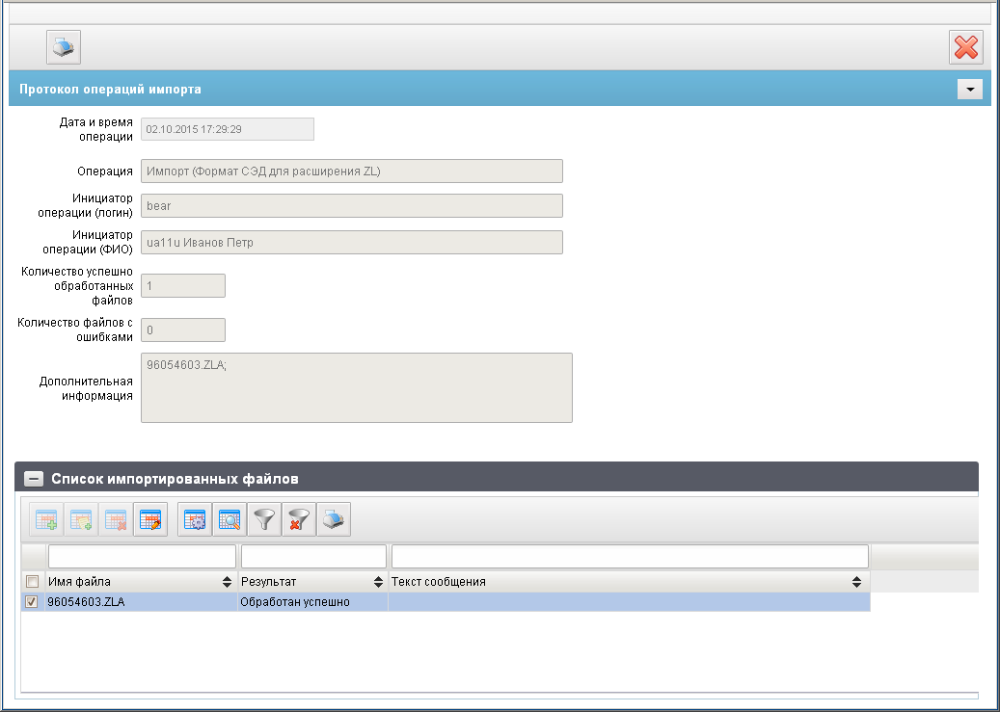 Протокол операций импорта
Дата и время
операции
02.10.2015 17:29:29
Операция
Импорт (Формат СЭД для расширения ZL)
Инициатор
операции (логин)
bear
Инициатор
операции (ФИО)
ua11u Иванов Петр
Количество успешно
обработанных
файлов
1
Количество файлов с
ошибками
0
Дополнительная
информация
96054603.ZLA;
Список импортированных файлов
Имя файла Результат Текст сообщения
96054603.ZLA Обработан успешно